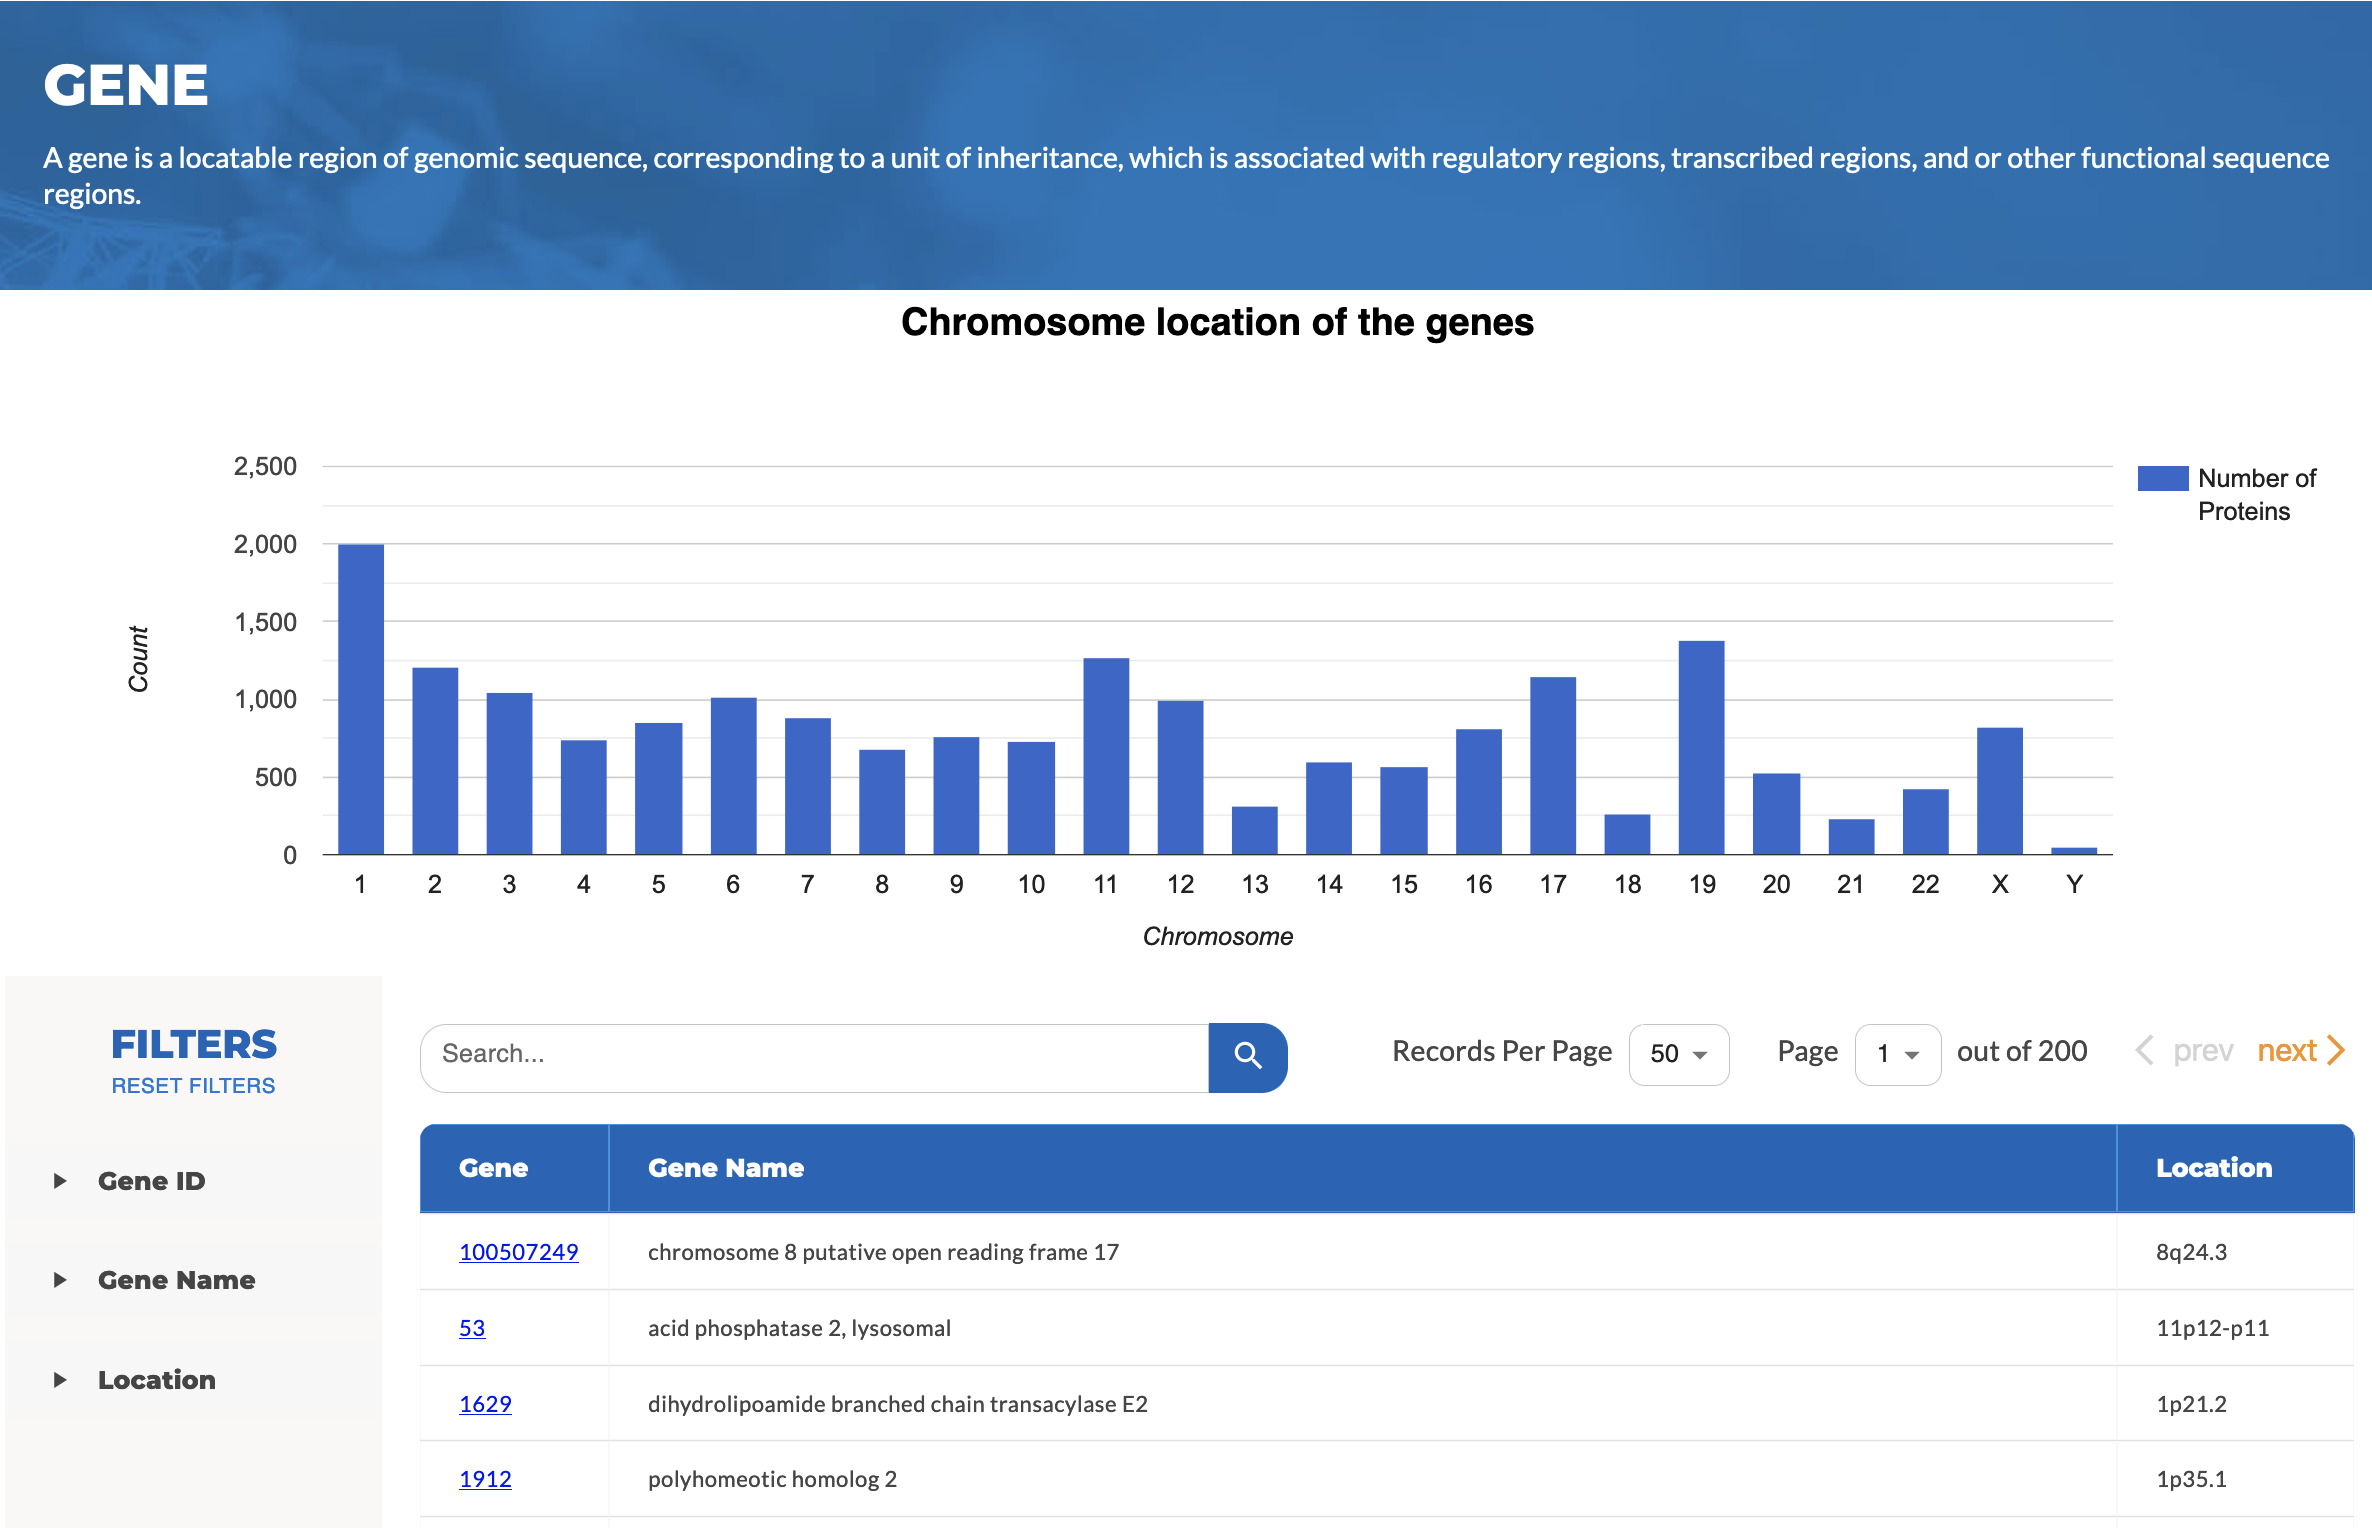 GENE
A gene is a locatable region of genomic sequence, corresponding to a unit of inheritance, which is associated with regulatory regions, transcribed regions, and or other functional sequence
regions.
Chromosome location of the genes
2,500
2,000
1,500
1,000
500
0
Count
Number of
Proteins
1 2 3 4 5 6 7 8 9 10 11 12 13 14 15 16 17 18 19 20 21 22 X Y
Chromosome
FILTERS
RESET FILTERS
Gene ID
Gene Name
Location
Search...
Records Per Page 50 Page 1 out of 200 prev next
Gene Gene Name Location
100507249 chromosome 8 putative open reading frame 17 8q24.3
53 acid phosphatase 2, lysosomal 11p12-p11
1629 dihydrolipoamide branched chain transacylase E2 1p21.2
1912 polyhomeotic homolog 2 1p35.1